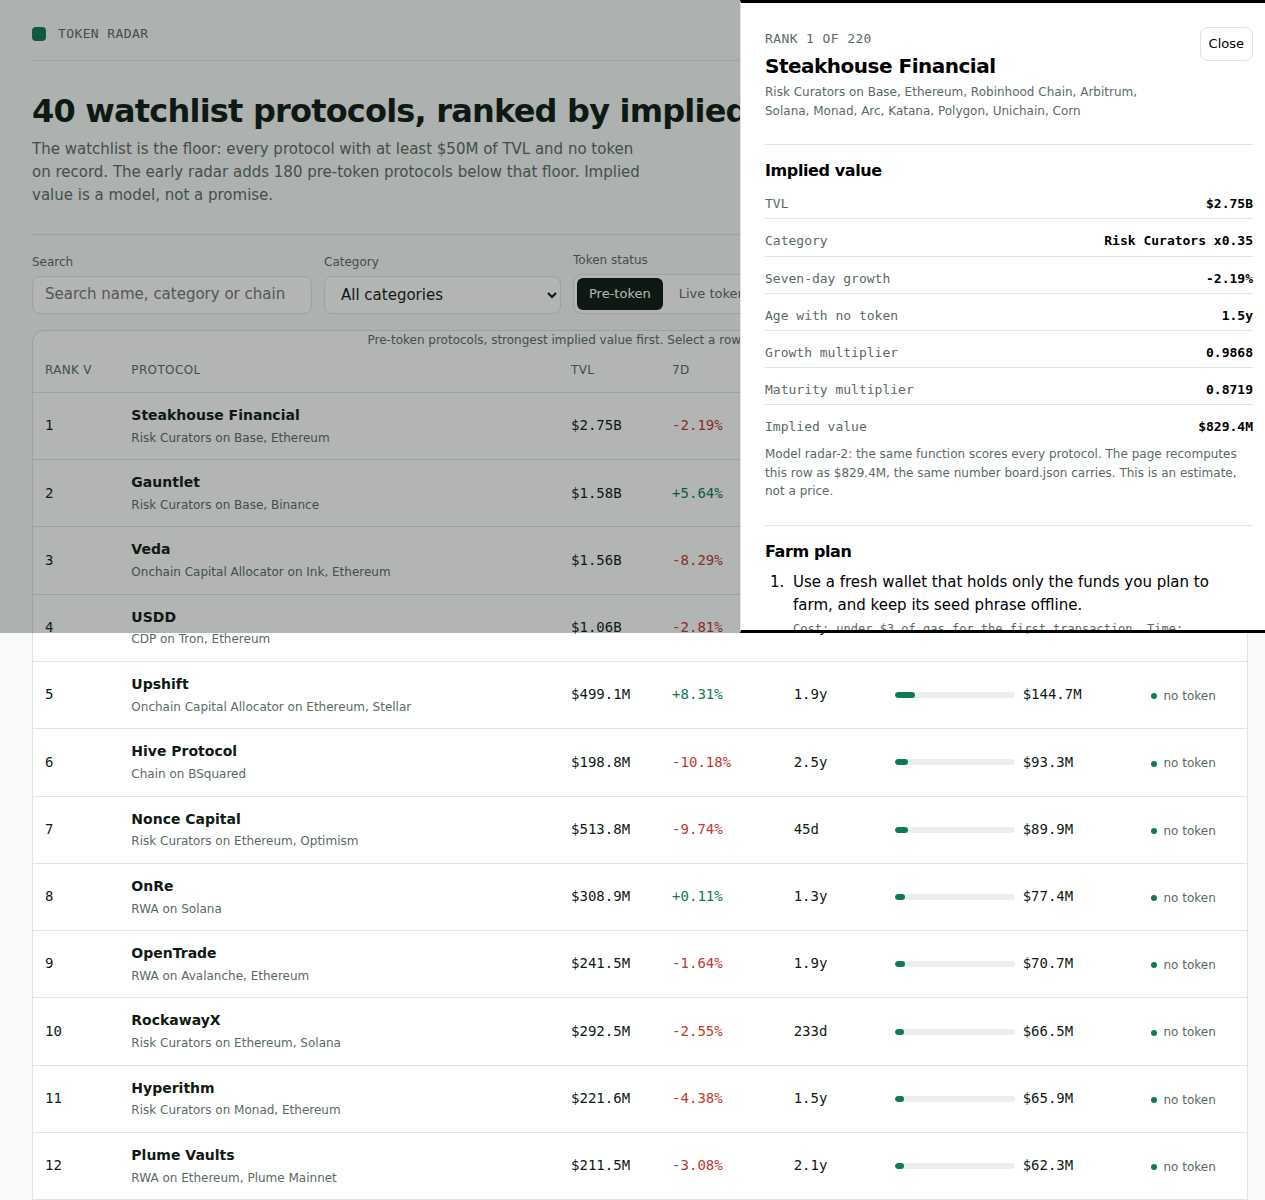 TOKEN RADAR
40 watchlist protocols, ranked by implied
The watchlist is the floor: every protocol with at least $50M of TVL and no token
on record. The early radar adds 180 pre-token protocols below that floor. Implied
value is a model, not a promise.
Search
Category
Token status
Search name, category or chain
All categories
Pre-token
Live token
Pre-token protocols, strongest implied value first. Select a row
RANK V PROTOCOL TVL 7D
1 Steakhouse Financial $2.75B -2.19%
Risk Curators on Base, Ethereum
2 Gauntlet $1.58B +5.64%
Risk Curators on Base, Binance
3 Veda $1.56B -8.29%
Onchain Capital Allocator on Ink, Ethereum
4 USDD $1.06B -2.81%
CDP on Tron, Ethereum
5 Upshift $499.1M +8.31% 1.9y $144.7M no token
Onchain Capital Allocator on Ethereum, Stellar
6 Hive Protocol $198.8M -10.18% 2.5y $93.3M no token
Chain on BSquared
7 Nonce Capital $513.8M -9.74% 45d $89.9M no token
Risk Curators on Ethereum, Optimism
8 OnRe $308.9M +0.11% 1.3y $77.4M no token
RWA on Solana
9 OpenTrade $241.5M -1.64% 1.9y $70.7M no token
RWA on Avalanche, Ethereum
10 RockawayX $292.5M -2.55% 233d $66.5M no token
Risk Curators on Ethereum, Solana
11 Hyperithm $221.6M -4.38% 1.5y $65.9M no token
Risk Curators on Monad, Ethereum
12 Plume Vaults $211.5M -3.08% 2.1y $62.3M no token
RWA on Ethereum, Plume Mainnet
RANK 1 OF 220
Close
Steakhouse Financial
Risk Curators on Base, Ethereum, Robinhood Chain, Arbitrum,
Solana, Monad, Arc, Katana, Polygon, Unichain, Corn
Implied value
TVL $2.75B
Category Risk Curators x0.35
Seven-day growth -2.19%
Age with no token 1.5y
Growth multiplier 0.9868
Maturity multiplier 0.8719
Implied value $829.4M
Model radar-2: the same function scores every protocol. The page recomputes
this row as $829.4M, the same number board.json carries. This is an estimate,
not a price.
Farm plan
1. Use a fresh wallet that holds only the funds you plan to
farm, and keep its seed phrase offline.
Cost: under $3 of gas for the first transaction. Time: